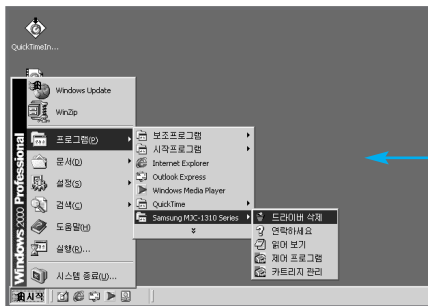 QuickTimeIn...
Windows Update
WinZip
프로그램(P)
문서(D)
설정(S)
검색(C)
도움말(H)
실행(R)...
시스템 종료(U)...
Windows 2000 Professional
보조프로그램
시작프로그램
Internet Explorer
Outlook Express
Windows Media Player
QuickTime
Samsung MJC-1310 Series
드라이버 삭제
연락하세요
읽어 보기
제어 프로그램
카트리지 관리
시작